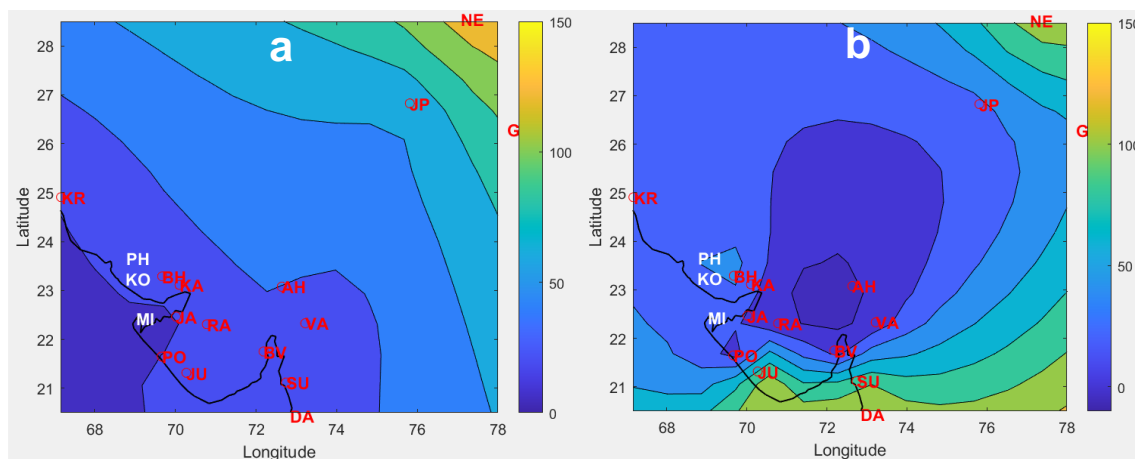 a
NE
JP
G
KR
PH
KO
BH
KA
MI
JA
RA
AH
VA
PO
JU
BV
SU
DA
28
27
26
25
24
23
22
21
Latitude
68
70
72
74
76
78
Longitude
150
100
50
0
b
NE
JP
G
KR
PH
KO
BH
KA
MI
JA
RA
AH
VA
PO
JU
BV
SU
DA
28
27
26
25
24
23
22
21
Latitude
68
70
72
74
76
78
Longitude
150
100
50
0